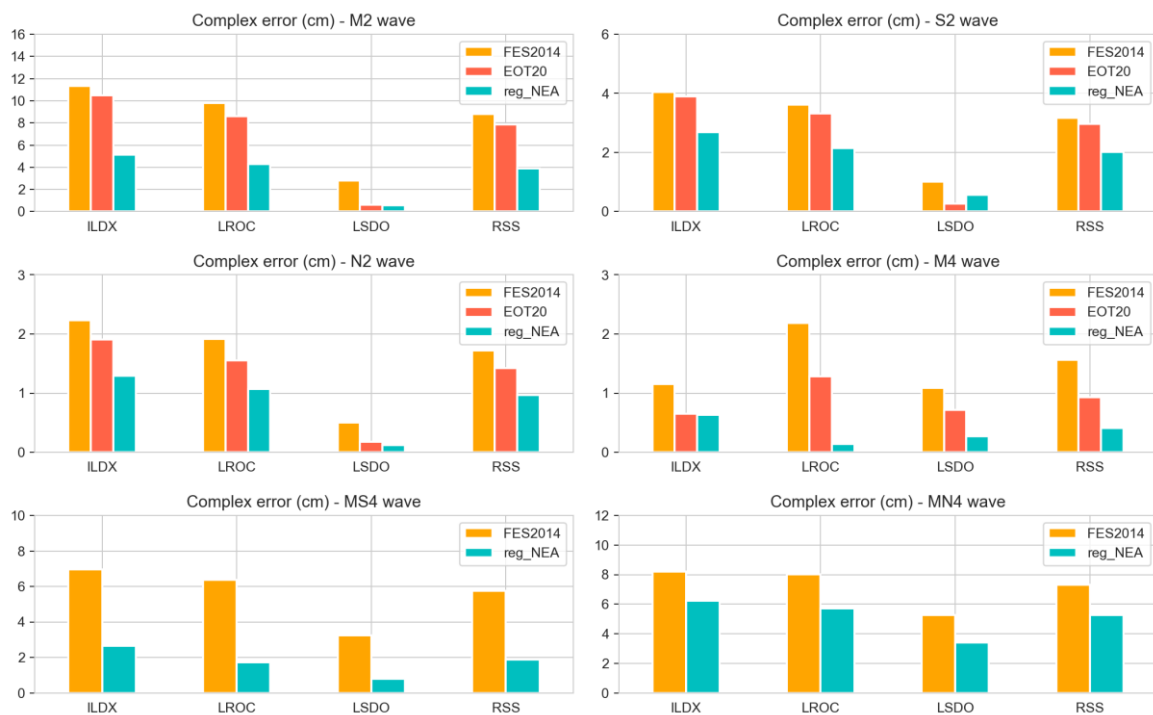 Complex error (cm) - M2 wave
16
14
12
10
8
6
4
2
0
FES2014
EOT20
reg_NEA
ILDX LROC LSDO RSS
Complex error (cm) - S2 wave
6
4
2
0
FES2014
EOT20
reg_NEA
ILDX LROC LSDO RSS
Complex error (cm) - N2 wave
3
2
1
0
FES2014
EOT20
reg_NEA
ILDX LROC LSDO RSS
Complex error (cm) - M4 wave
3
2
1
0
FES2014
EOT20
reg_NEA
ILDX LROC LSDO RSS
Complex error (cm) - MS4 wave
10
8
6
4
2
0
FES2014
reg_NEA
ILDX LROC LSDO RSS
Complex error (cm) - MN4 wave
12
10
8
6
4
2
0
FES2014
reg_NEA
ILDX LROC LSDO RSS